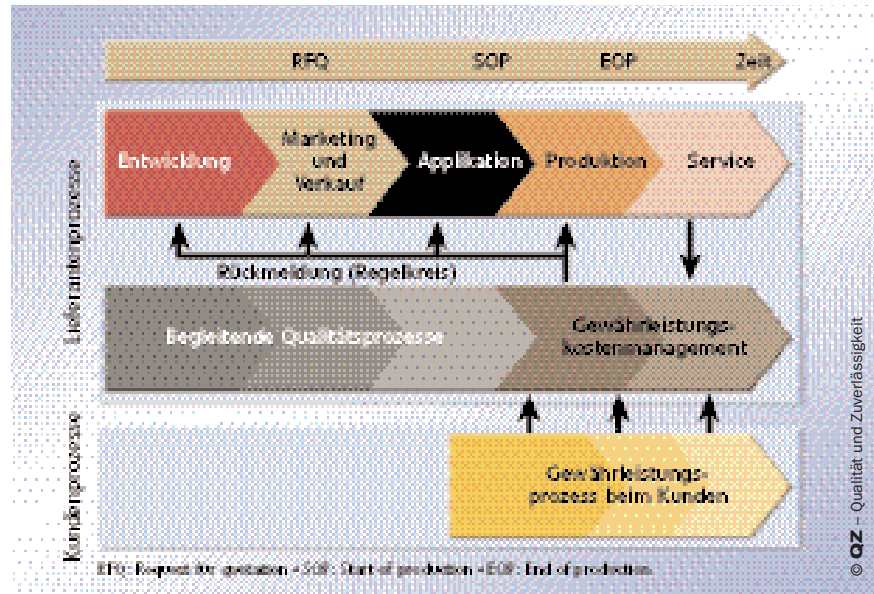 RFQ SOP EOP Zeit
Lieferantenprozesse
Entwicklung
Marketing
und
Verkauf
Applikation
Produktion
Service
Rückmeldung (Regelkreis)
Begleitende Qualitätsprozesse
Gewährleistungs-
kostenmanagement
Kundenprozesse
Gewährleistungs-
prozess beim Kunden
RFQ: Request for quotation • SOP: Start of production • EOP: End of production
© QZ – Qualität und Zuverlässigkeit